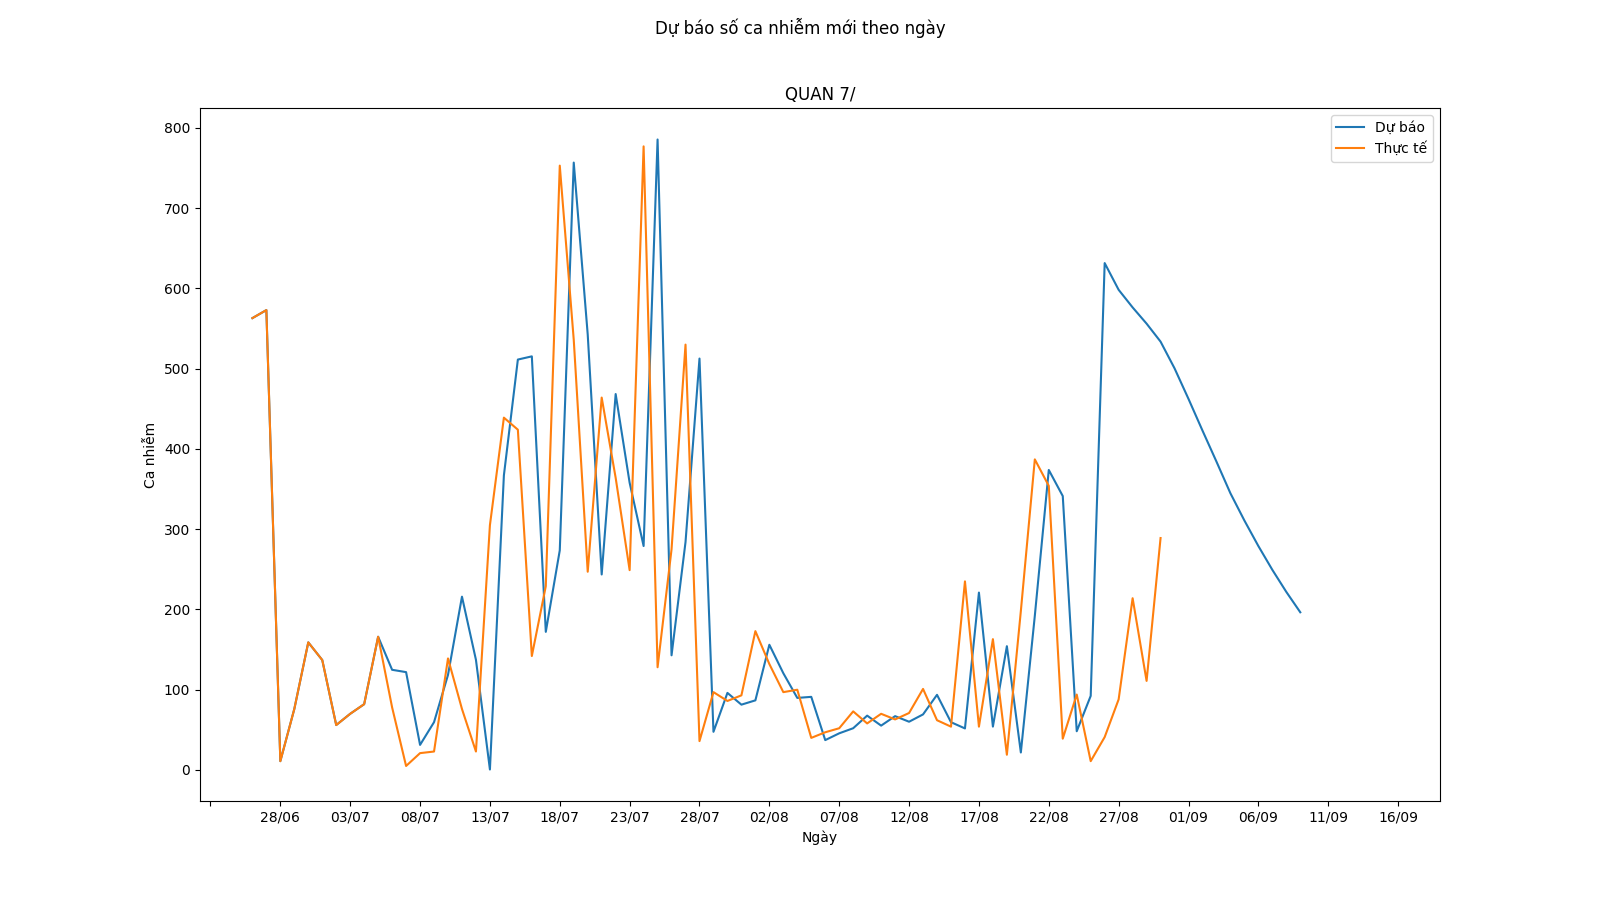 Dự báo số ca nhiễm mới theo ngày
QUAN 7/
Dự báo
Thực tế
800
700
600
500
400
300
200
100
0
Ca nhiễm
28/06 03/07 08/07 13/07 18/07 23/07 28/07 02/08 07/08 12/08 17/08 22/08 27/08 01/09 06/09 11/09 16/09
Ngày